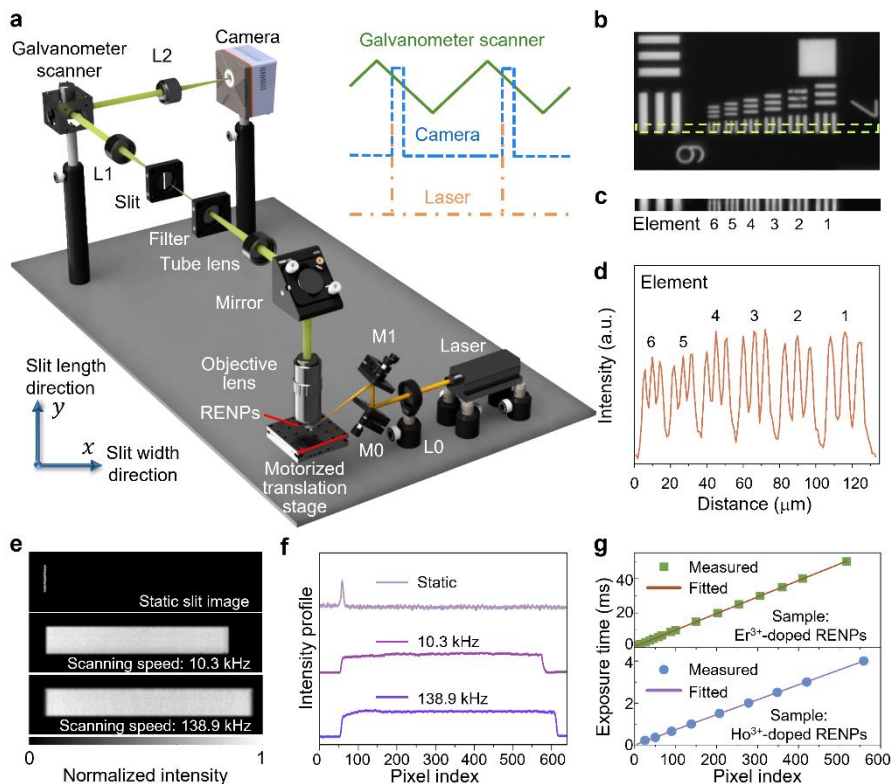 a
Galvanometer
scanner
L2
Camera
L1
Slit
Filter
Tube lens
Mirror
Objective
lens
RENPs
M1
Laser
M0
L0
Motorized
translation
stage
Slit length
direction
y
x
Slit width
direction
Galvanometer scanner
Camera
Laser
b
6
7
c
Element
6 5 4 3 2 1
d
Element
6 5 4 3 2 1
Intensity (a.u.)
0 20 40 60 80 100 120
Distance (μm)
e
Static slit image
Scanning speed: 10.3 kHz
Scanning speed: 138.9 kHz
0 1
Normalized intensity
f
Static
10.3 kHz
138.9 kHz
Intensity profile
0 100 200 300 400 500 600
Pixel index
g
Measured
Fitted
Sample:
Er³⁺-doped RENPs
40
20
0
Measured
Fitted
Sample:
Ho³⁺-doped RENPs
4
2
0
Exposure time (ms)
0 100 200 300 400 500 600
Pixel index